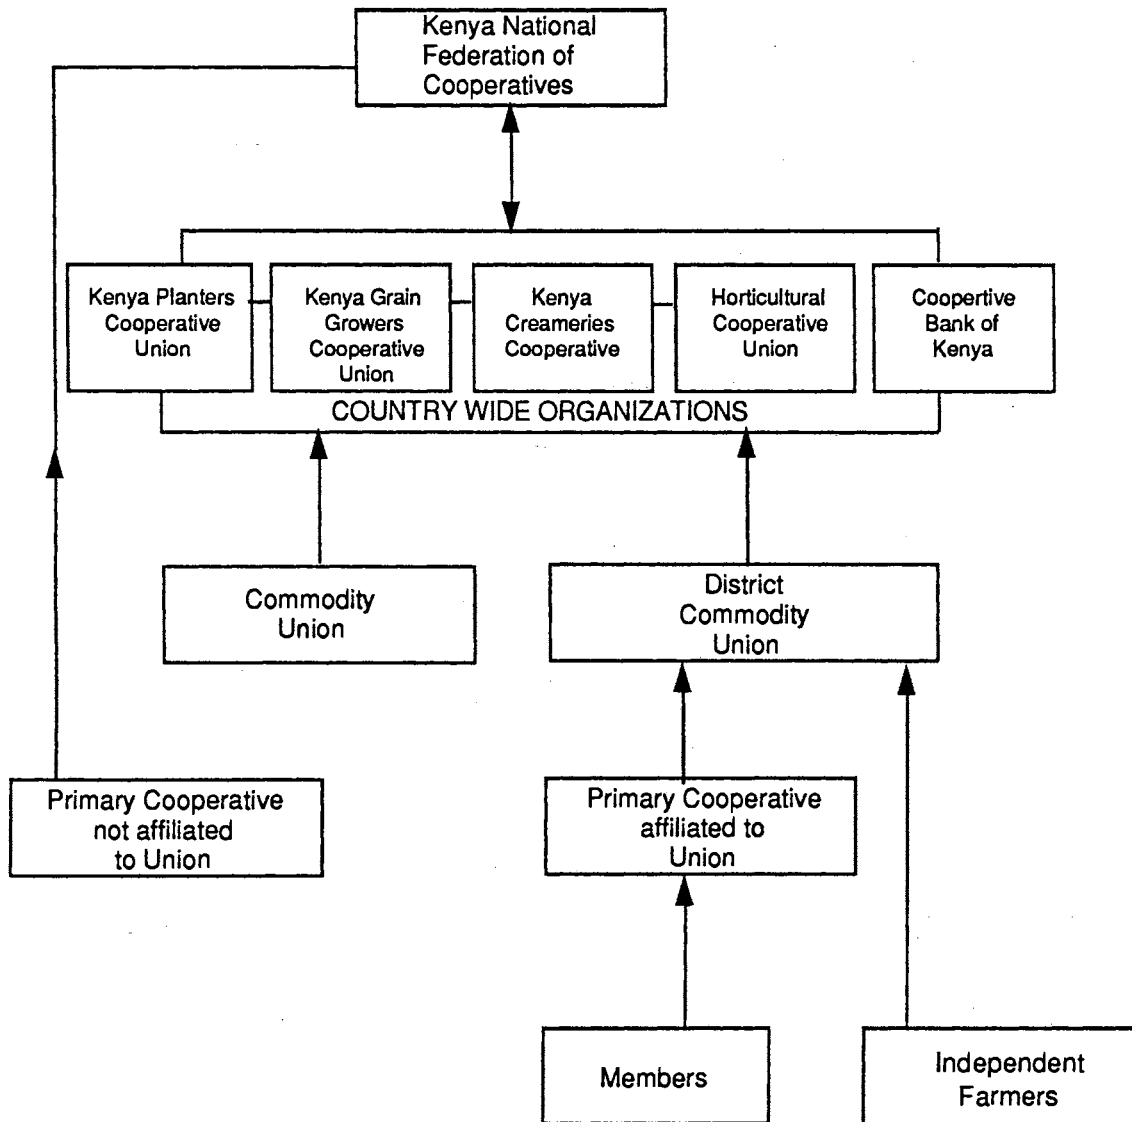 Kenya National
Federation of
Cooperatives
Kenya Planters
Cooperative
Union
Kenya Grain
Growers
Cooperative
Union
Kenya
Creameries
Cooperative
Horticultural
Cooperative
Union
Coopertive
Bank of
Kenya
COUNTRY WIDE ORGANIZATIONS
Commodity
Union
District
Commodity
Union
Primary Cooperative
not affiliated
to Union
Primary Cooperative
affiliated to
Union
Members
Independent
Farmers